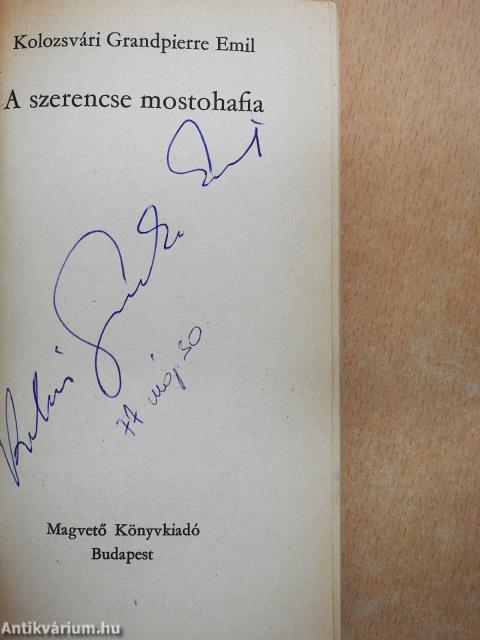 Kolozsvári Grandpierre Emil
A szerencse mostohafia
77 máj. 30.
Magvető Könyvkiadó
Budapest
Antikvárium.hu